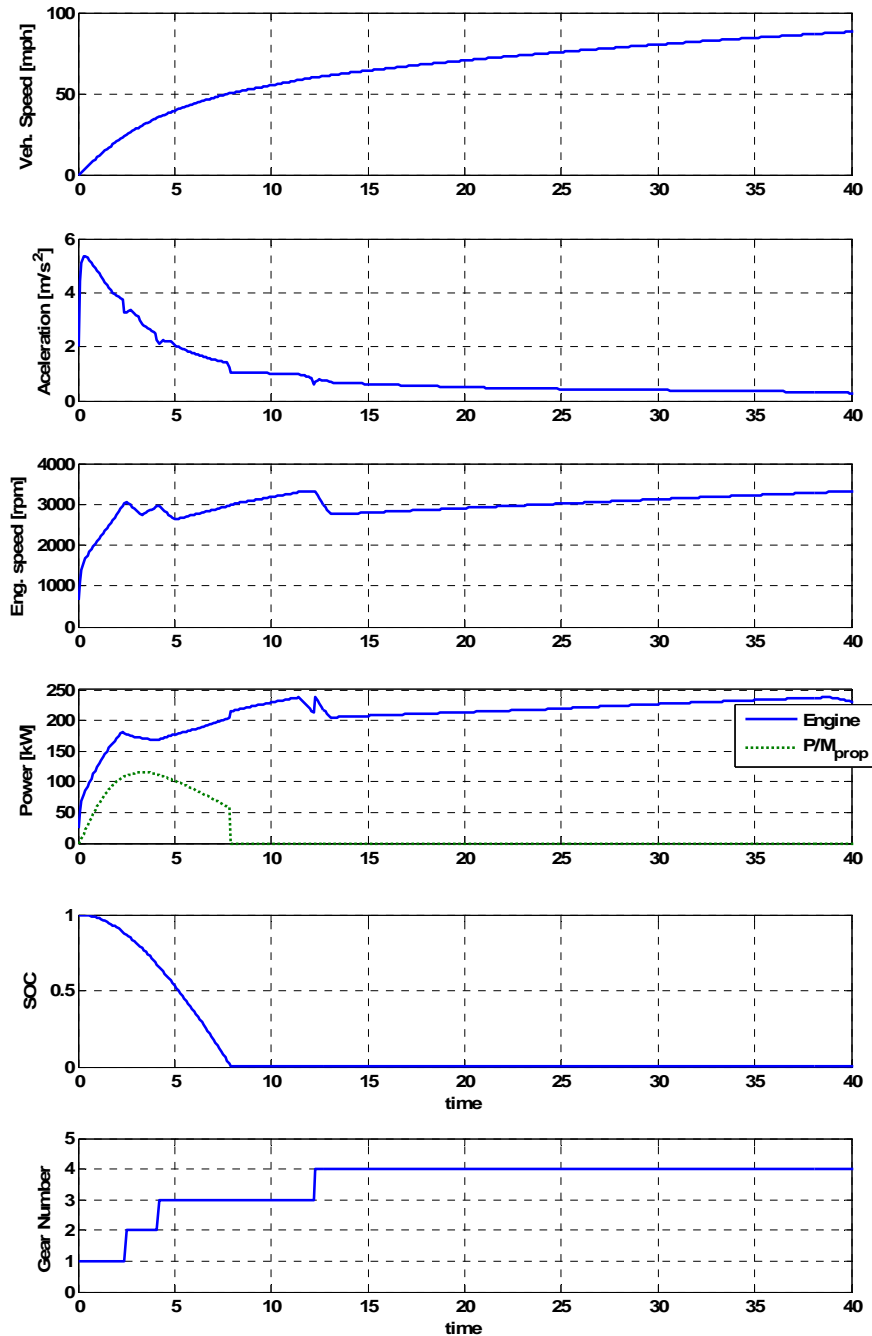 100
50
0
Veh. Speed [mph]
0 5 10 15 20 25 30 35 40
6
4
2
0
Aceleration [m/s²]
0 5 10 15 20 25 30 35 40
4000
3000
2000
1000
0
Eng. speed [rpm]
0 5 10 15 20 25 30 35 40
250
200
150
100
50
0
Power [kW]
Engine
P/M_prop
0 5 10 15 20 25 30 35 40
1
0.5
0
SOC
0 5 10 15 20 25 30 35 40
time
5
4
3
2
1
0
Gear Number
0 5 10 15 20 25 30 35 40
time